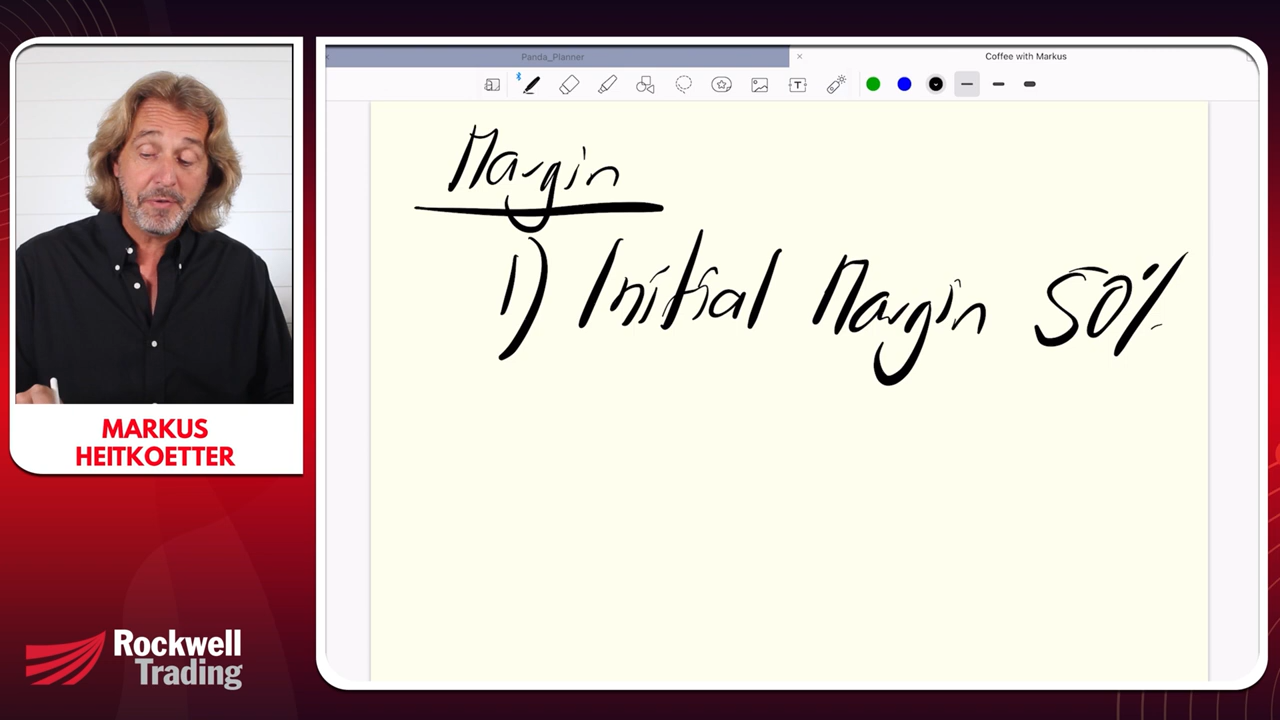 Panda_Planner
Coffee with Markus
T
Margin
1) Initial Margin 50%
MARKUS
HEITKOETTER
Rockwell
Trading